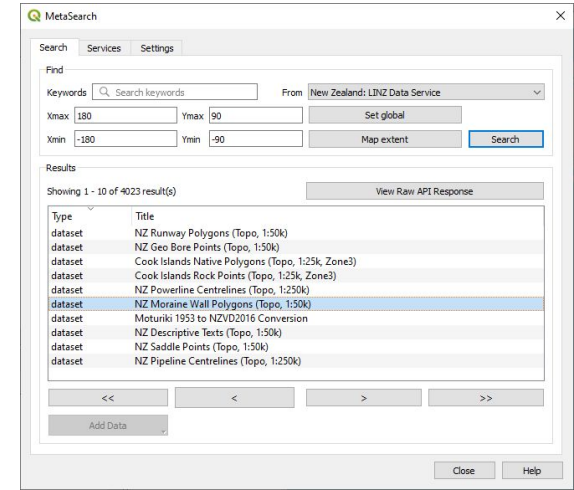 MetaSearch
Search Services Settings
Find
Keywords Search keywords From New Zealand: LINZ Data Service
Xmax 180 Ymax 90 Set global
Xmin -180 Ymin -90 Map extent Search
Results
Showing 1 - 10 of 4023 result(s) View Raw API Response
Type Title
dataset NZ Runway Polygons (Topo, 1:50k)
dataset NZ Geo Bore Points (Topo, 1:50k)
dataset Cook Islands Native Polygons (Topo, 1:25k, Zone3)
dataset Cook Islands Rock Points (Topo, 1:25k, Zone3)
dataset NZ Powerline Centrelines (Topo, 1:250k)
dataset NZ Moraine Wall Polygons (Topo, 1:50k)
dataset Moturiki 1953 to NZVD2016 Conversion
dataset NZ Descriptive Texts (Topo, 1:50k)
dataset NZ Saddle Points (Topo, 1:50k)
dataset NZ Pipeline Centrelines (Topo, 1:250k)
<< < > >>
Add Data
Close Help